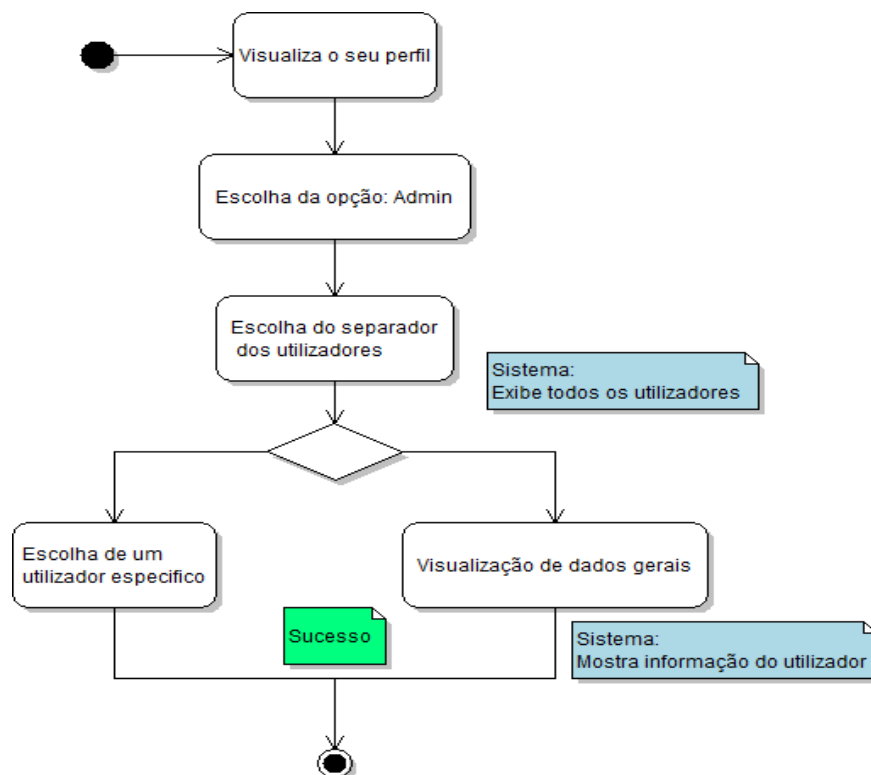 Visualiza o seu perfil
Escolha da opção: Admin
Escolha do separador
dos utilizadores
Sistema:
Exibe todos os utilizadores
Escolha de um
utilizador especifico
Visualização de dados gerais
Sucesso
Sistema:
Mostra informação do utilizador